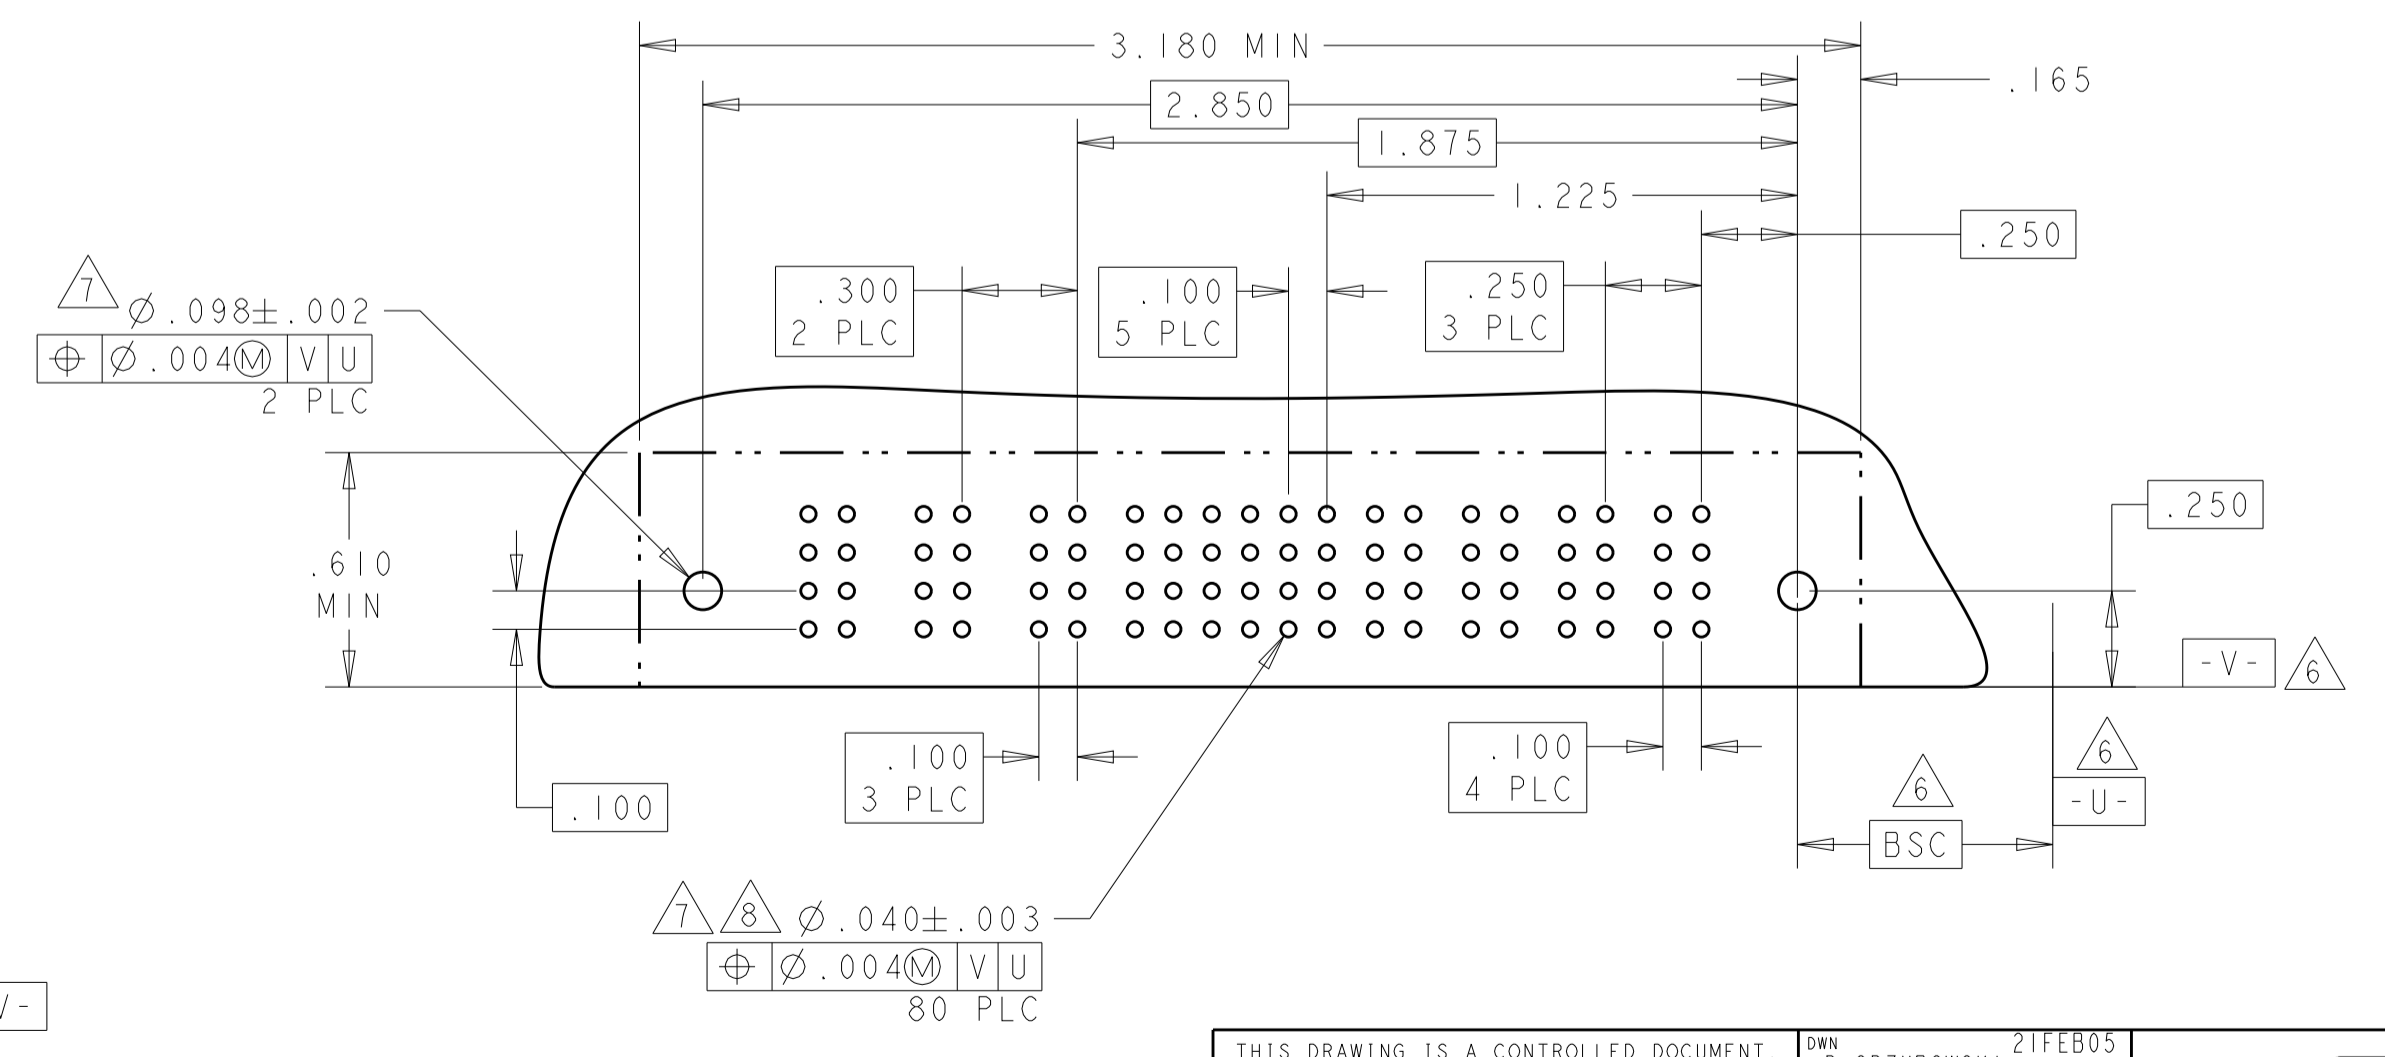 3.180 MIN
.165
2.850
1.875
1.225
.250
.300
2 PLC
.100
5 PLC
.250
3 PLC
7
Ø.098±.002
⌖ Ø.004Ⓜ V U
2 PLC
.250
.610
MIN
-V-
6
.100
3 PLC
.100
4 PLC
.100
6
-U-
6
BSC
7 8 Ø.040±.003
⌖ Ø.004Ⓜ V U
80 PLC
V-
THIS DRAWING IS A CONTROLLED DOCUMENT.
DWN
21FEB05